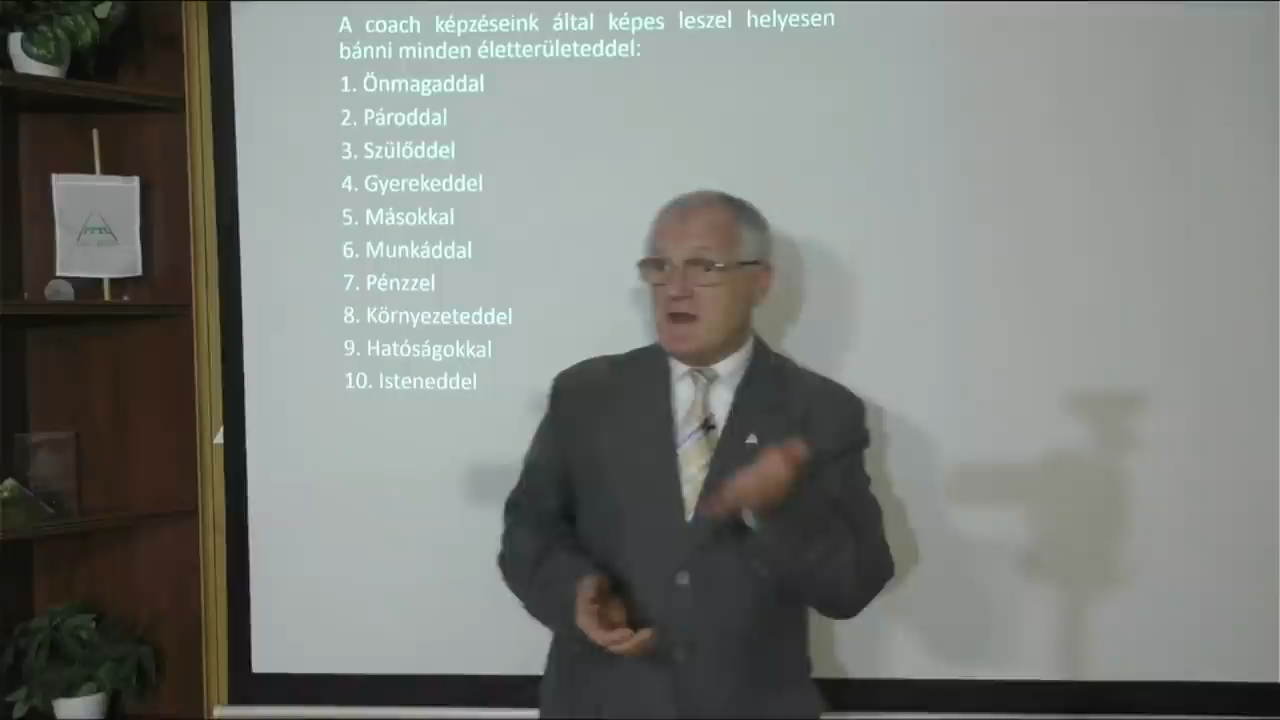 A coach képzéseink által képes leszel helyesen
bánni minden életterületeddel:
1. Önmagaddal
2. Pároddal
3. Szülőddel
4. Gyerekeddel
5. Másokkal
6. Munkáddal
7. Pénzzel
8. Környezeteddel
9. Hatóságokkal
10. Isteneddel